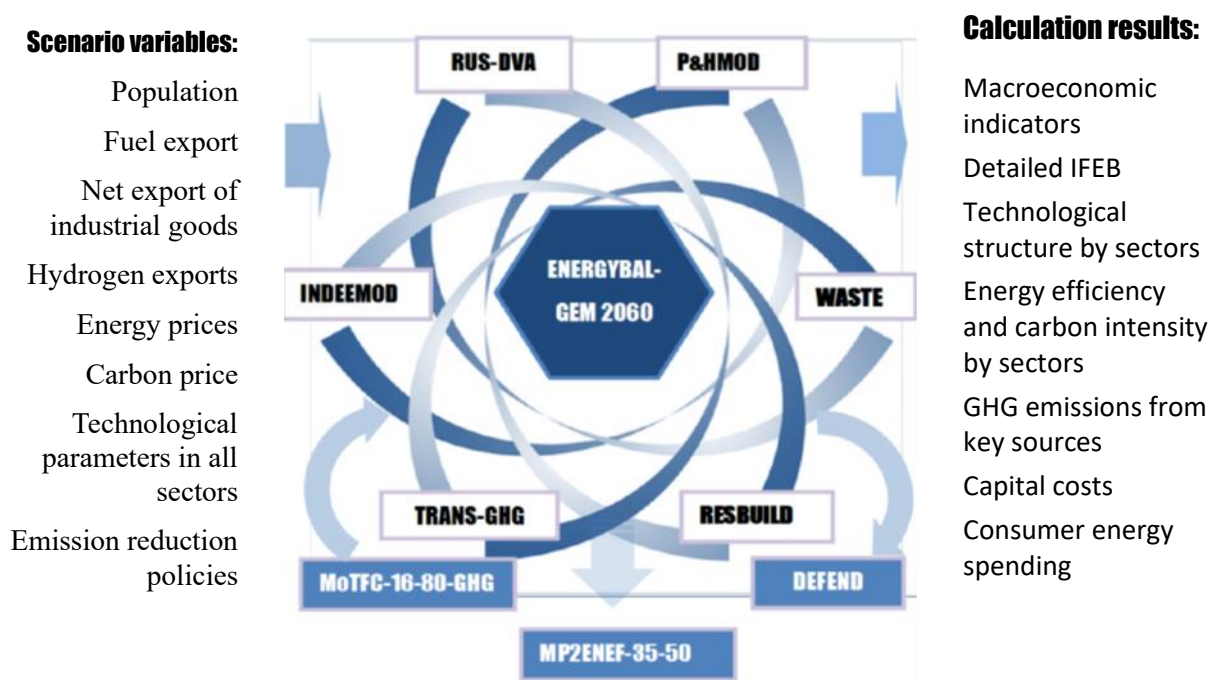 Scenario variables:
Population
Fuel export
Net export of
industrial goods
Hydrogen exports
Energy prices
Carbon price
Technological
parameters in all
sectors
Emission reduction
policies
RUS-DVA
P&HMOD
INDEEMOD
ENERGYBAL-
GEM 2060
WASTE
TRANS-GHG
RESBUILD
MoTFC-16-80-GHG
DEFEND
MP2ENEF-35-50
Calculation results:
Macroeconomic
indicators
Detailed IFEB
Technological
structure by sectors
Energy efficiency
and carbon intensity
by sectors
GHG emissions from
key sources
Capital costs
Consumer energy
spending